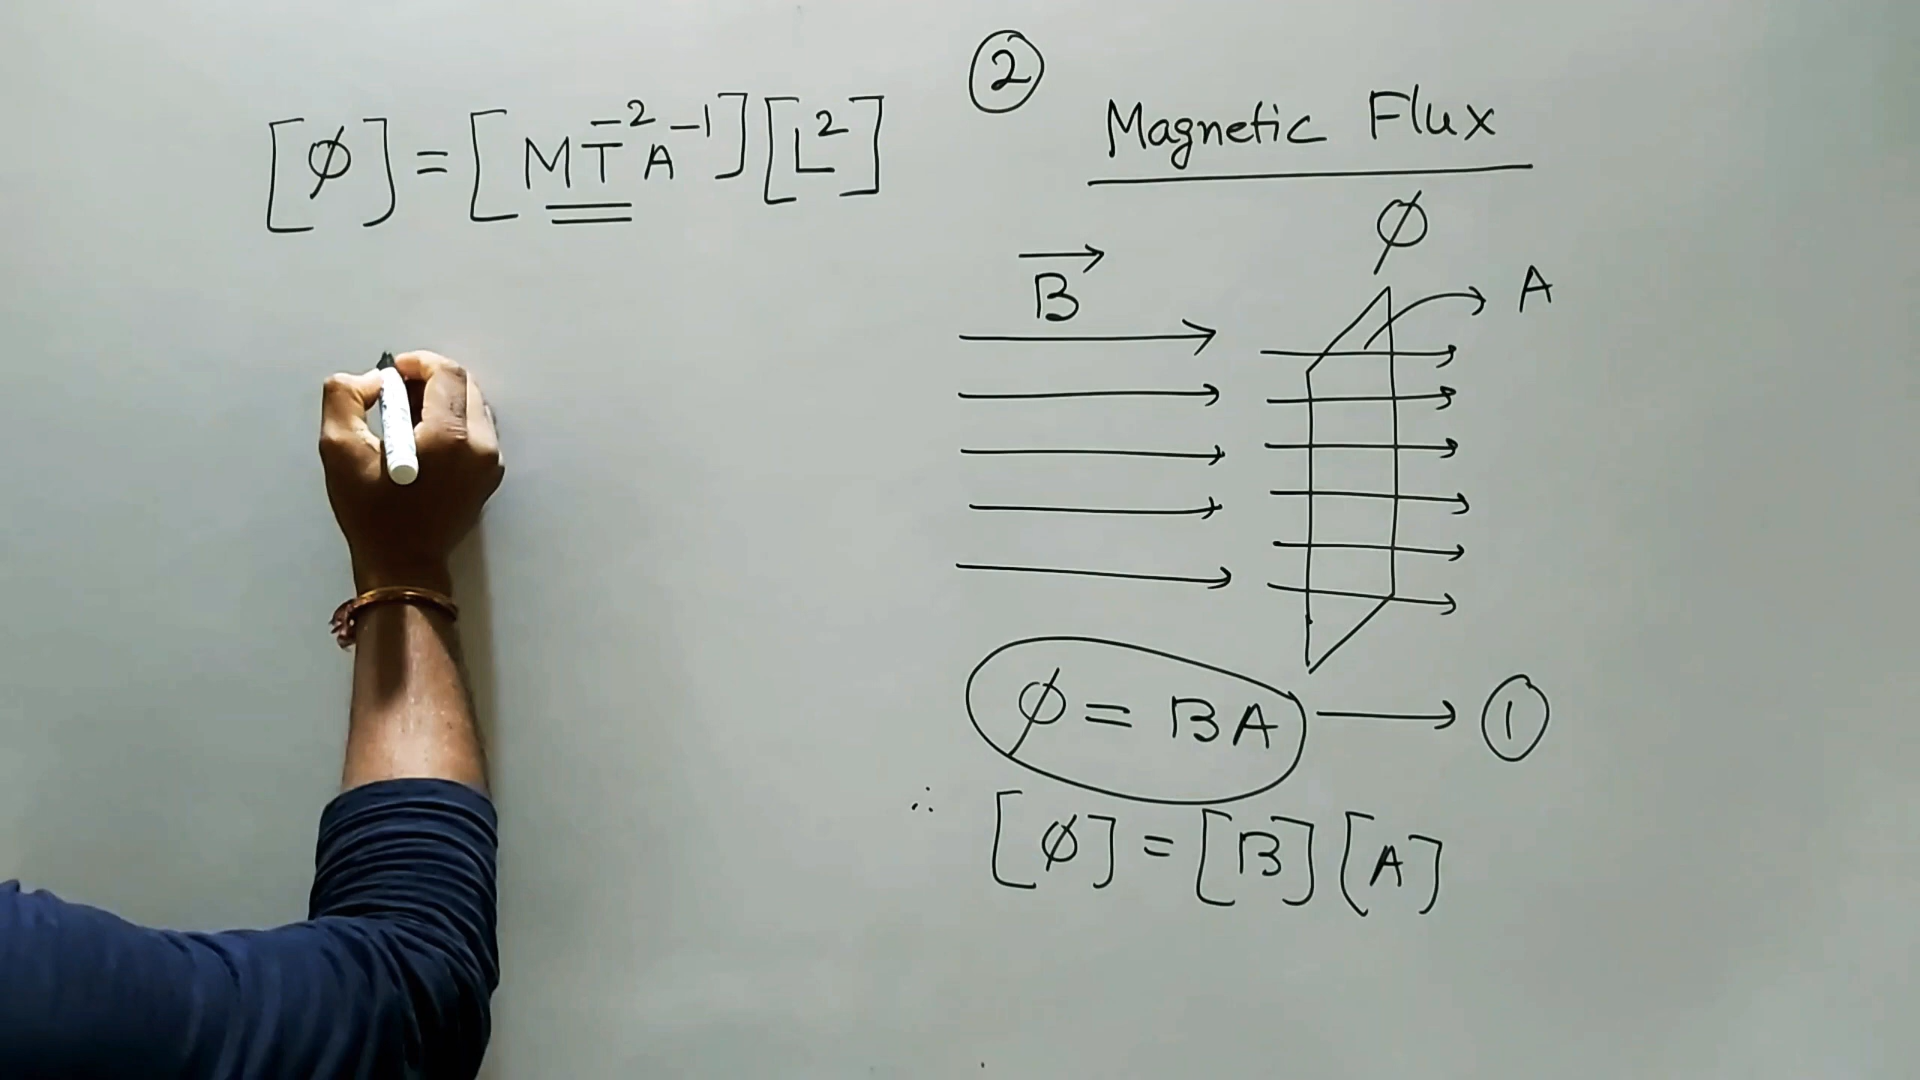 ②
Magnetic Flux
ϕ
B⃗
A
ϕ = BA → ①
∴ [ϕ] = [B] [A]
[ϕ] = [MT⁻²A⁻¹] [L²]